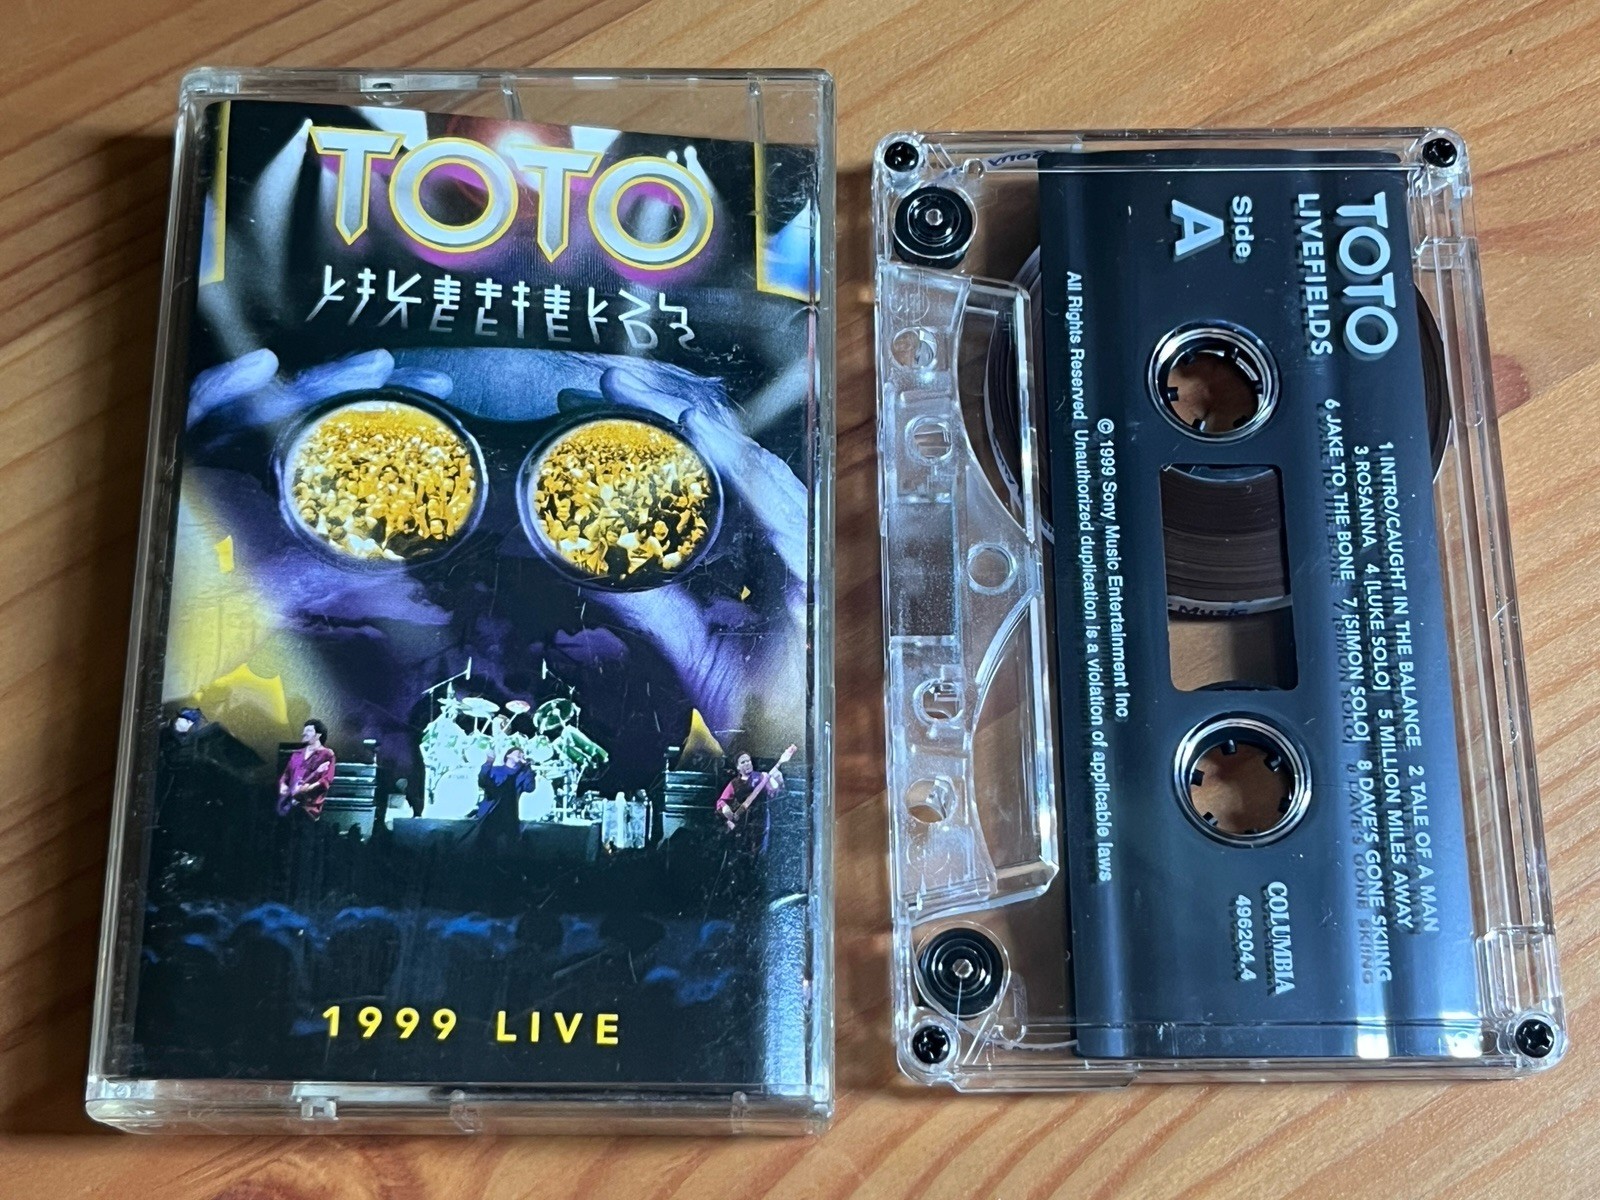 TOTO
1999 LIVE
TOTO
LIVEFIELDS
Side
A
1 INTRO/CAUGHT IN THE BALANCE 2 TALE OF A MAN
3 ROSANNA 4 [LUKE SOLO] 5 MILLION MILES AWAY
6 JAKE TO THE BONE 7 [SIMON SOLO] 8 DAVE'S GONE SKIING
COLUMBIA
496204.4
© 1999 Sony Music Entertainment Inc
All Rights Reserved Unauthorized duplication is a violation of applicable laws
Music